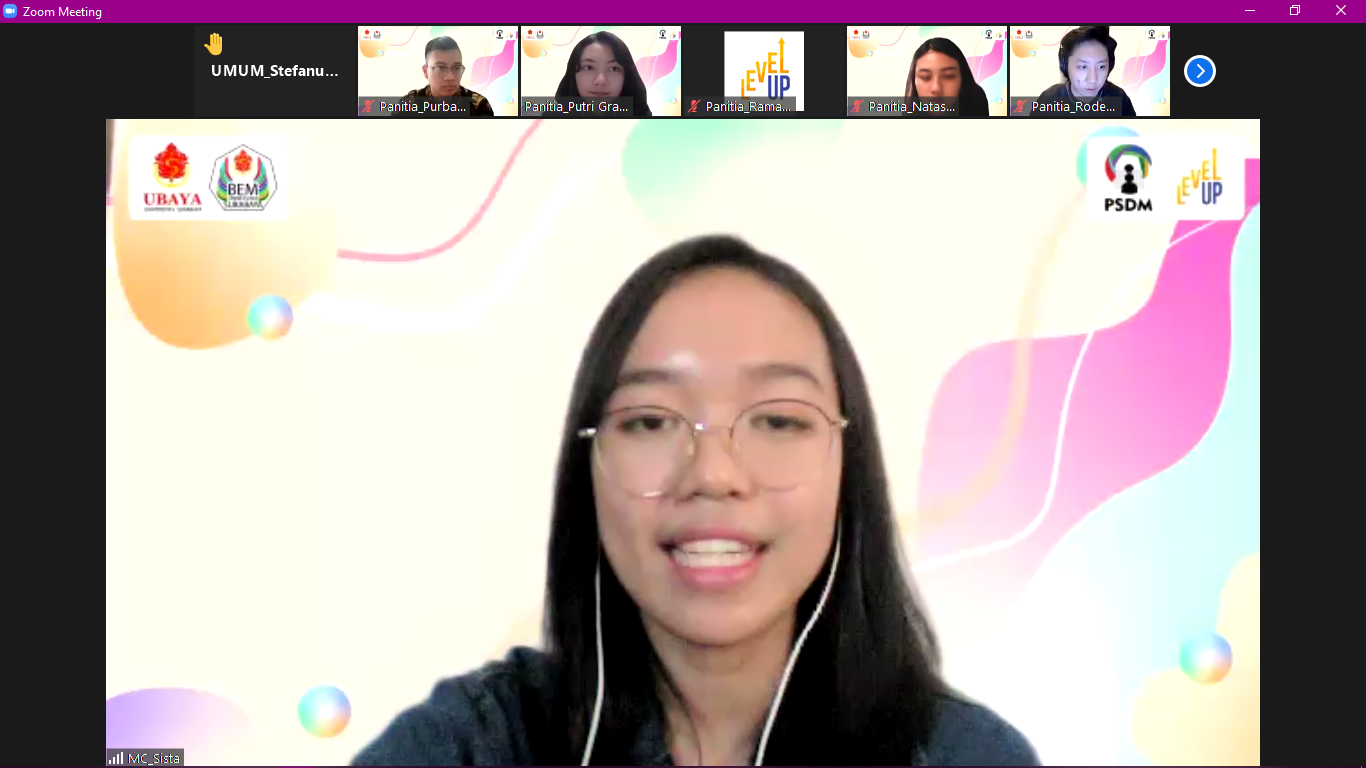 Zoom Meeting
UMUM_Stefanu...
Panitia_Purba...
Panitia_Putri Gra...
LEVEL
UP
Panitia_Rama...
Panitia_Natas...
Panitia_Rode...
UBAYA
BEM
PSDM
LEVEL
UP
MC_Sista